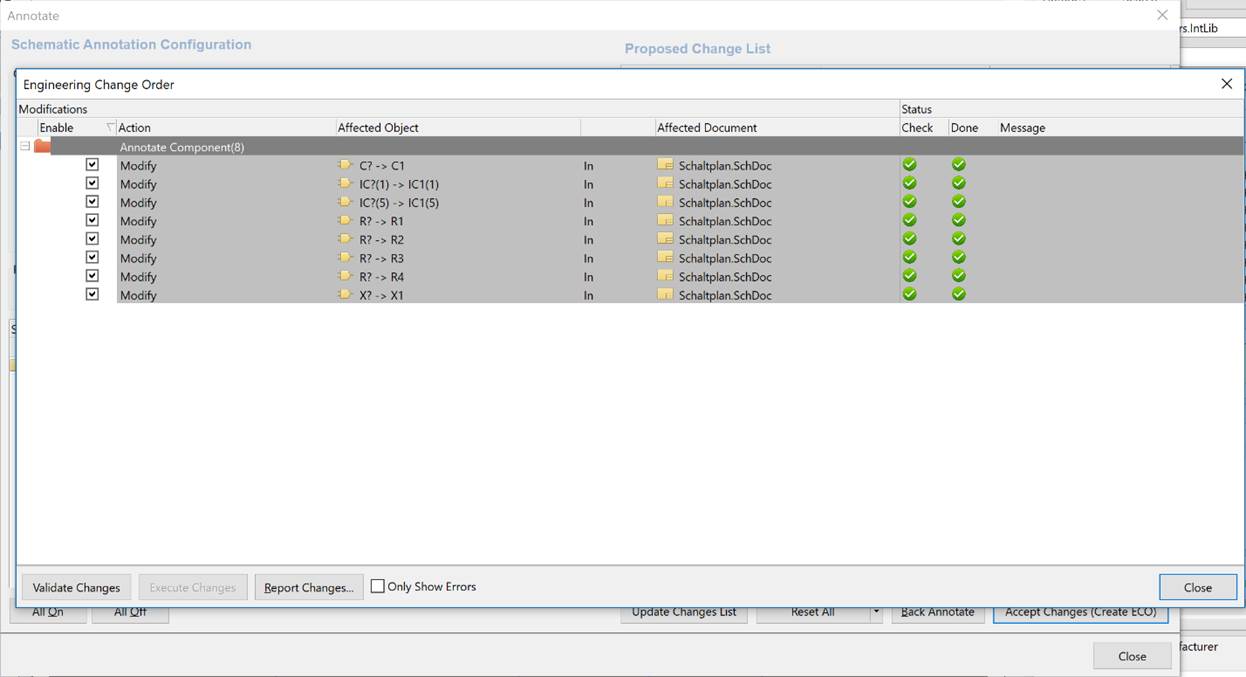 Annotate
rs.IntLib
Schematic Annotation Configuration
Proposed Change List
Engineering Change Order
Modifications Status
Enable Action Affected Object Affected Document Check Done Message
Annotate Component(8)
Modify C? -> C1 In Schaltplan.SchDoc
Modify IC?(1) -> IC1(1) In Schaltplan.SchDoc
Modify IC?(5) -> IC1(5) In Schaltplan.SchDoc
Modify R? -> R1 In Schaltplan.SchDoc
Modify R? -> R2 In Schaltplan.SchDoc
Modify R? -> R3 In Schaltplan.SchDoc
Modify R? -> R4 In Schaltplan.SchDoc
Modify X? -> X1 In Schaltplan.SchDoc
Validate Changes Execute Changes Report Changes... Only Show Errors Close
All On All Off Update Changes List Reset All Back Annotate Accept Changes (Create ECO)
facturer
Close